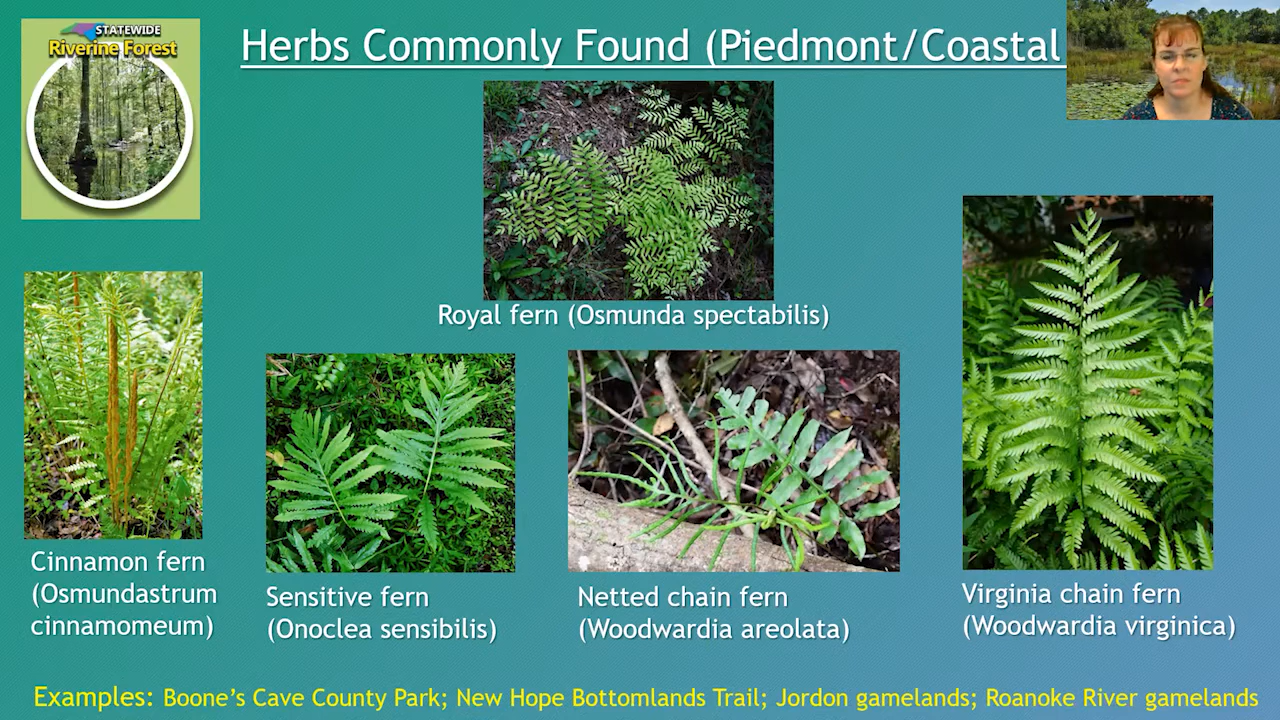 STATEWIDE
Riverine Forest
Herbs Commonly Found (Piedmont/Coastal
Royal fern (Osmunda spectabilis)
Cinnamon fern
(Osmundastrum
cinnamomeum)
Sensitive fern
(Onoclea sensibilis)
Netted chain fern
(Woodwardia areolata)
Virginia chain fern
(Woodwardia virginica)
Examples: Boone's Cave County Park; New Hope Bottomlands Trail; Jordon gamelands; Roanoke River gamelands